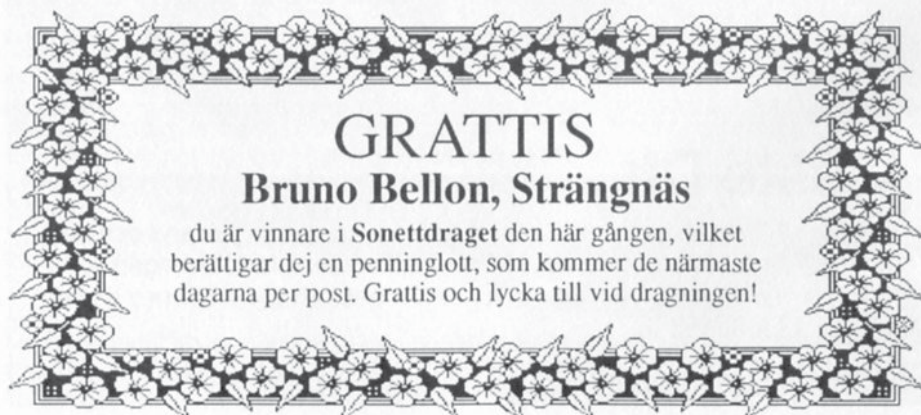 GRATTIS
Bruno Bellon, Strängnäs
du är vinnare i Sonettdraget den här gången, vilket
berättigar dej en penninglott, som kommer de närmaste
dagarna per post. Grattis och lycka till vid dragningen!